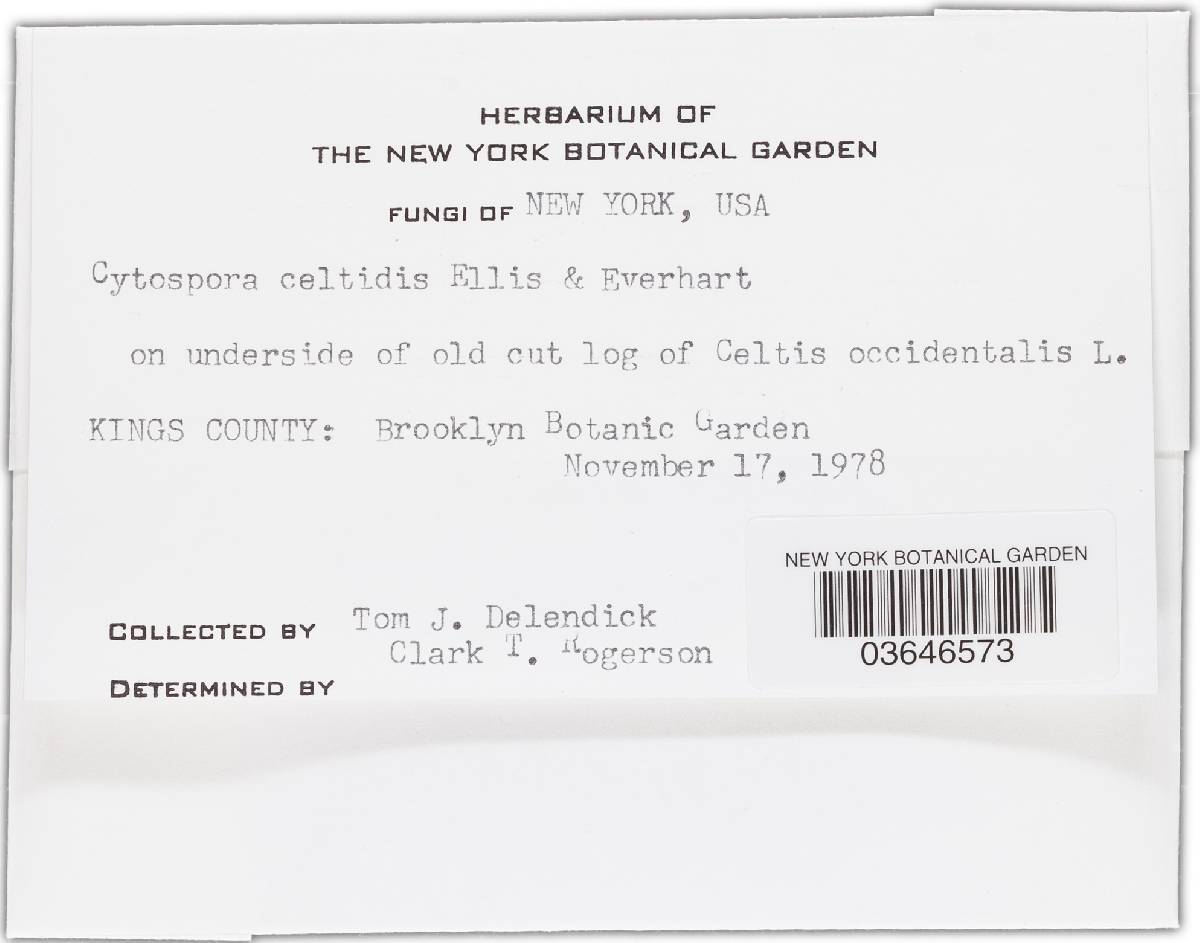 HERBARIUM OF
THE NEW YORK BOTANICAL GARDEN
FUNGI OF NEW YORK, USA
Cytospora celtidis Ellis & Everhart
on underside of old cut log of Celtis occidentalis L.
KINGS COUNTY: Brooklyn Botanic Garden
November 17, 1978
NEW YORK BOTANICAL GARDEN
03646573
COLLECTED BY Tom J. Delendick
Clark T. Rogerson
DETERMINED BY